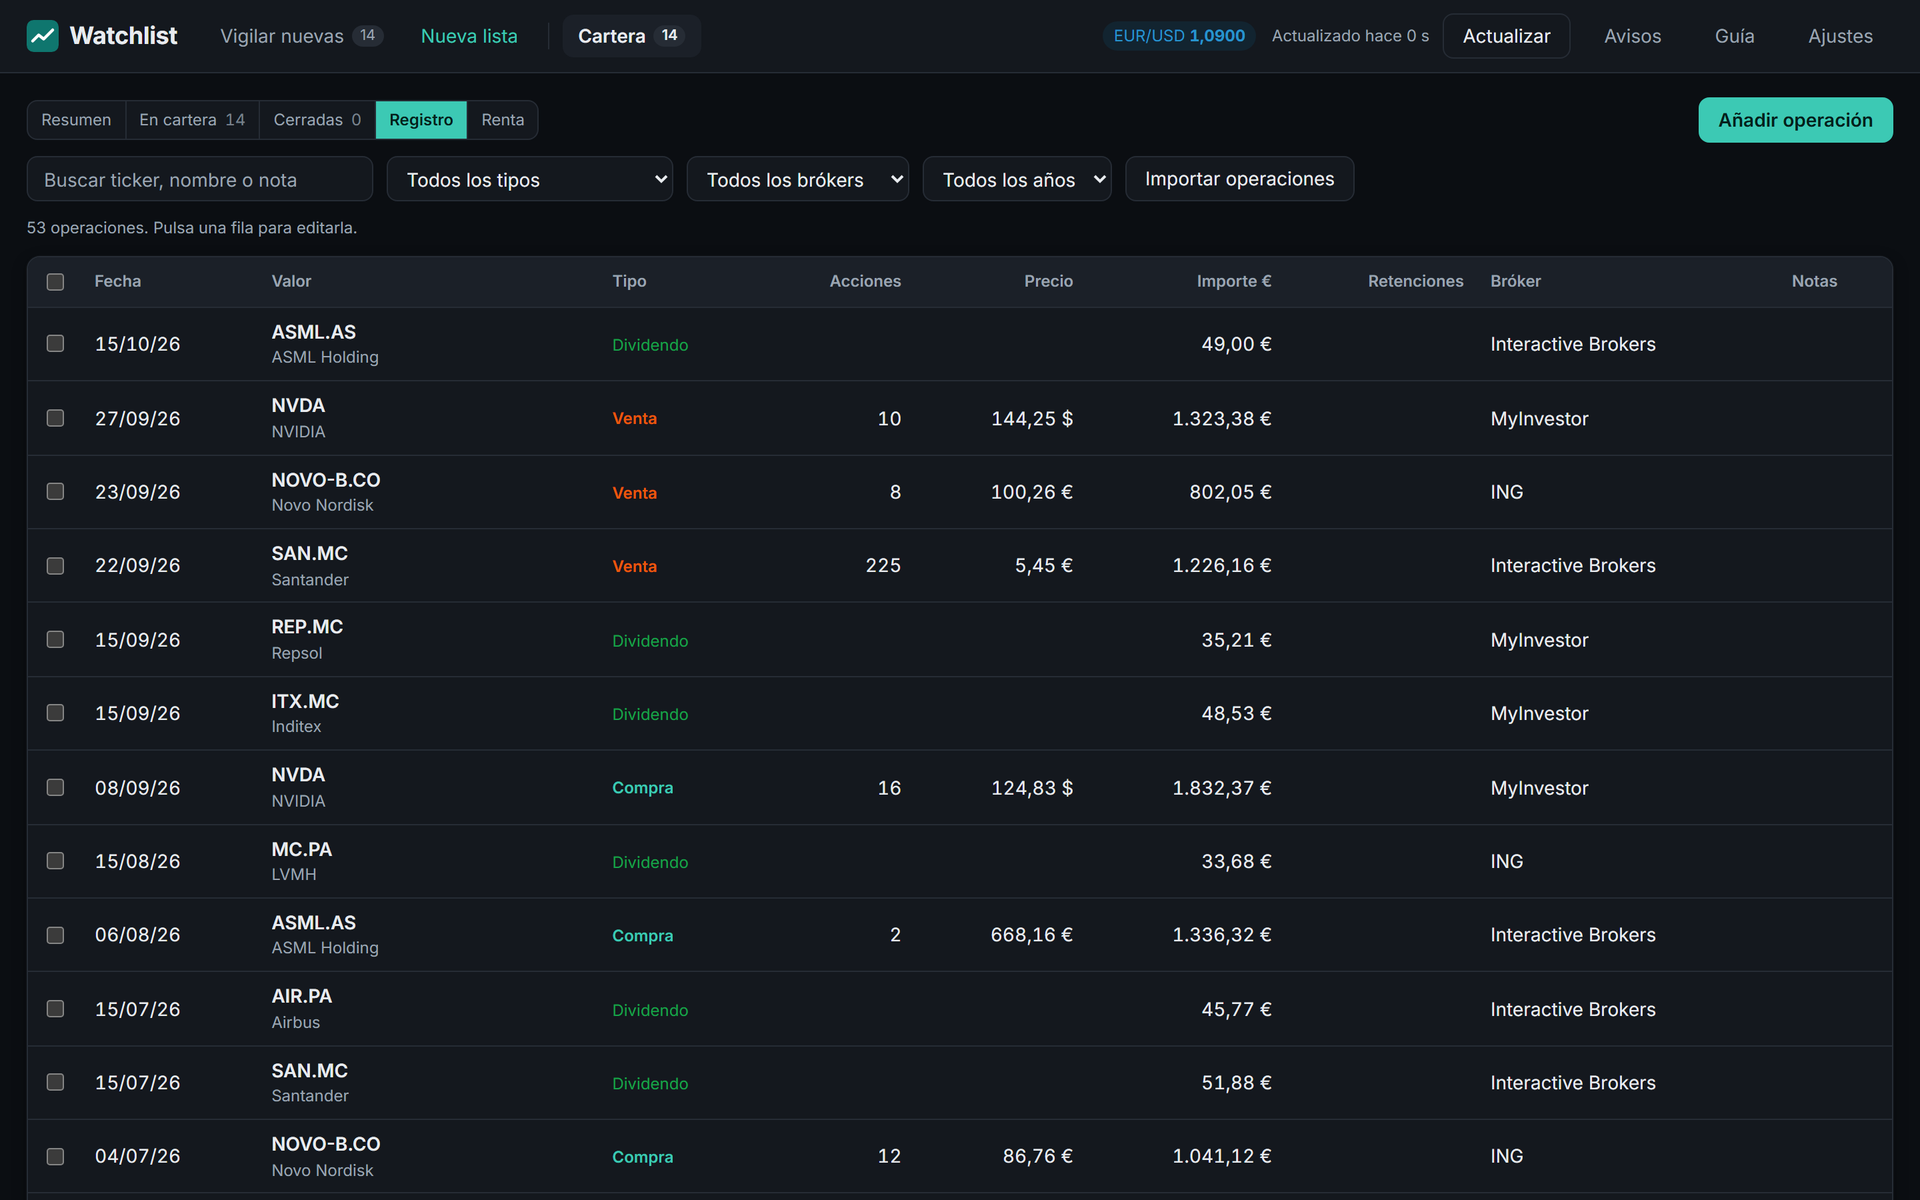 Watchlist
Vigilar nuevas 14
Nueva lista
Cartera 14
EUR/USD 1,0900
Actualizado hace 0 s
Actualizar
Avisos
Guía
Ajustes
Resumen
En cartera 14
Cerradas 0
Registro
Renta
Añadir operación
Buscar ticker, nombre o nota
Todos los tipos
Todos los brókers
Todos los años
Importar operaciones
53 operaciones. Pulsa una fila para editarla.
Fecha Valor Tipo Acciones Precio Importe € Retenciones Bróker Notas
15/10/26 ASML.AS Dividendo 49,00 € Interactive Brokers
ASML Holding
27/09/26 NVDA Venta 10 144,25 $ 1.323,38 € MyInvestor
NVIDIA
23/09/26 NOVO-B.CO Venta 8 100,26 € 802,05 € ING
Novo Nordisk
22/09/26 SAN.MC Venta 225 5,45 € 1.226,16 € Interactive Brokers
Santander
15/09/26 REP.MC Dividendo 35,21 € MyInvestor
Repsol
15/09/26 ITX.MC Dividendo 48,53 € MyInvestor
Inditex
08/09/26 NVDA Compra 16 124,83 $ 1.832,37 € MyInvestor
NVIDIA
15/08/26 MC.PA Dividendo 33,68 € ING
LVMH
06/08/26 ASML.AS Compra 2 668,16 € 1.336,32 € Interactive Brokers
ASML Holding
15/07/26 AIR.PA Dividendo 45,77 € Interactive Brokers
Airbus
15/07/26 SAN.MC Dividendo 51,88 € Interactive Brokers
Santander
04/07/26 NOVO-B.CO Compra 12 86,76 € 1.041,12 € ING
Novo Nordisk